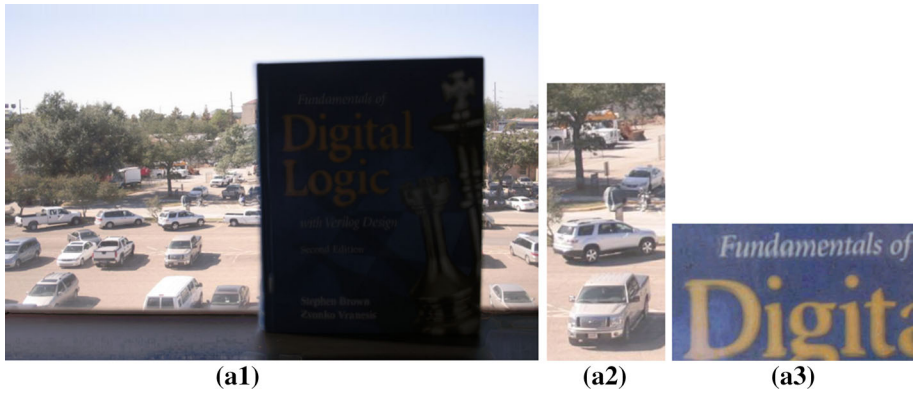 Fundamentals of
Digital
Logic
with Verilog Design
Second Edition
Stephen Brown
Zvonko Vranesic
Fundamentals of
Digita
(a1)
(a2)
(a3)